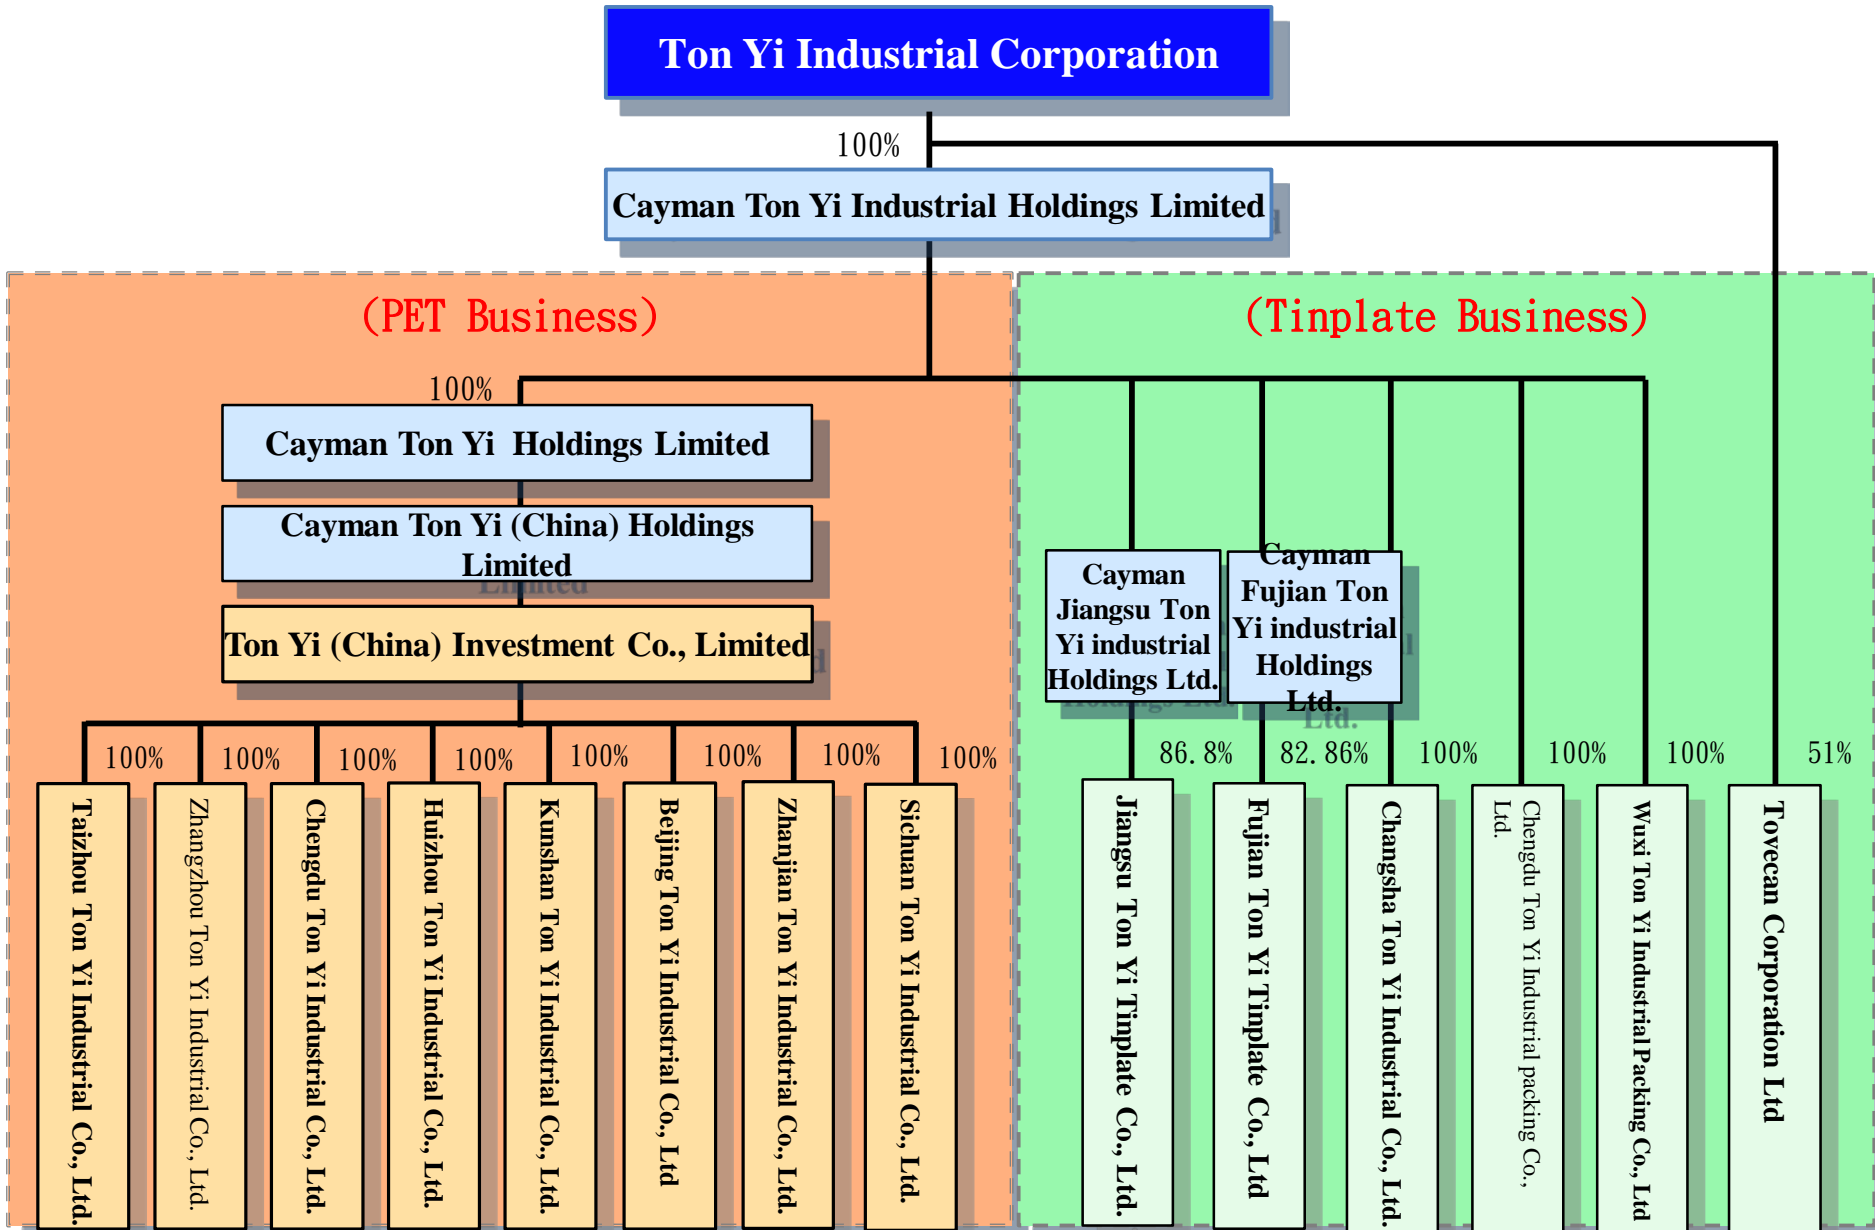 Ton Yi Industrial Corporation
100%
Cayman Ton Yi Industrial Holdings Limited
(PET Business)
100%
Cayman Ton Yi Holdings Limited
Cayman Ton Yi (China) Holdings
Limited
Ton Yi (China) Investment Co., Limited
100%
100%
100%
100%
100%
100%
100%
100%
Taizhou Ton Yi Industrial Co., Ltd.
Zhangzhou Ton Yi Industrial Co., Ltd.
Chengdu Ton Yi Industrial Co., Ltd.
Huizhou Ton Yi Industrial Co., Ltd.
Kunshan Ton Yi Industrial Co., Ltd.
Beijing Ton Yi Industrial Co., Ltd
Zhanjian Ton Yi Industrial Co., Ltd.
Sichuan Ton Yi Industrial Co., Ltd.
(Tinplate Business)
Cayman
Jiangsu Ton
Yi industrial
Holdings Ltd.
Cayman
Fujian Ton
Yi industrial
Holdings
Ltd.
86.8%
82.86%
100%
100%
100%
51%
Jiangsu Ton Yi Tinplate Co., Ltd.
Fujian Ton Yi Tinplate Co., Ltd
Changsha Ton Yi Industrial Co., Ltd.
Chengdu Ton Yi Industrial packing Co.,
Ltd.
Wuxi Ton Yi Industrial Packing Co., Ltd
Tovecan Corporation Ltd